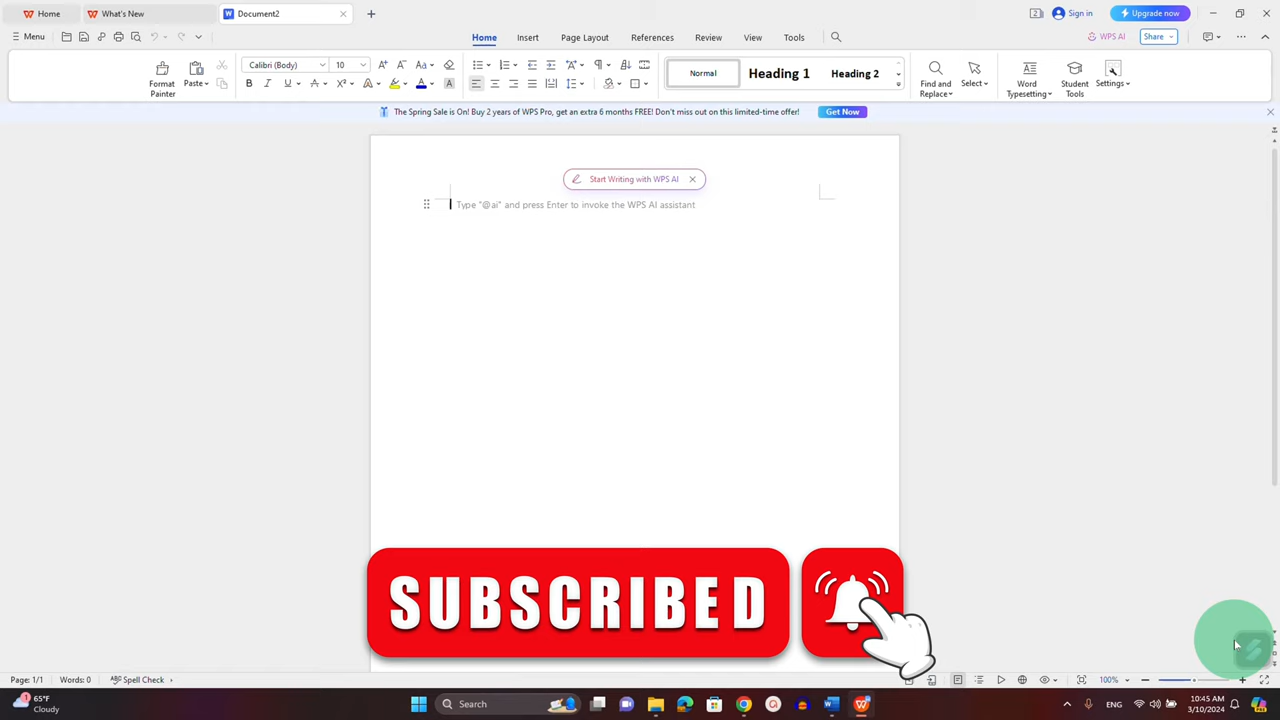 Home What's New Document2
Sign in Upgrade now
Menu Home Insert Page Layout References Review View Tools WPS AI Share
Calibri (Body) 10 Normal Heading 1 Heading 2
Format Painter Paste Find and Replace Select Word Typesetting Student Tools Settings
The Spring Sale is On! Buy 2 years of WPS Pro, get an extra 6 months FREE! Don't miss out on this limited-time offer! Get Now
Start Writing with WPS AI
Type "@ai" and press Enter to invoke the WPS AI assistant
SUBSCRIBED
Page: 1/1 Words: 0 Spell Check 100%
65°F
Cloudy
Search
ENG
10:45 AM
3/10/2024